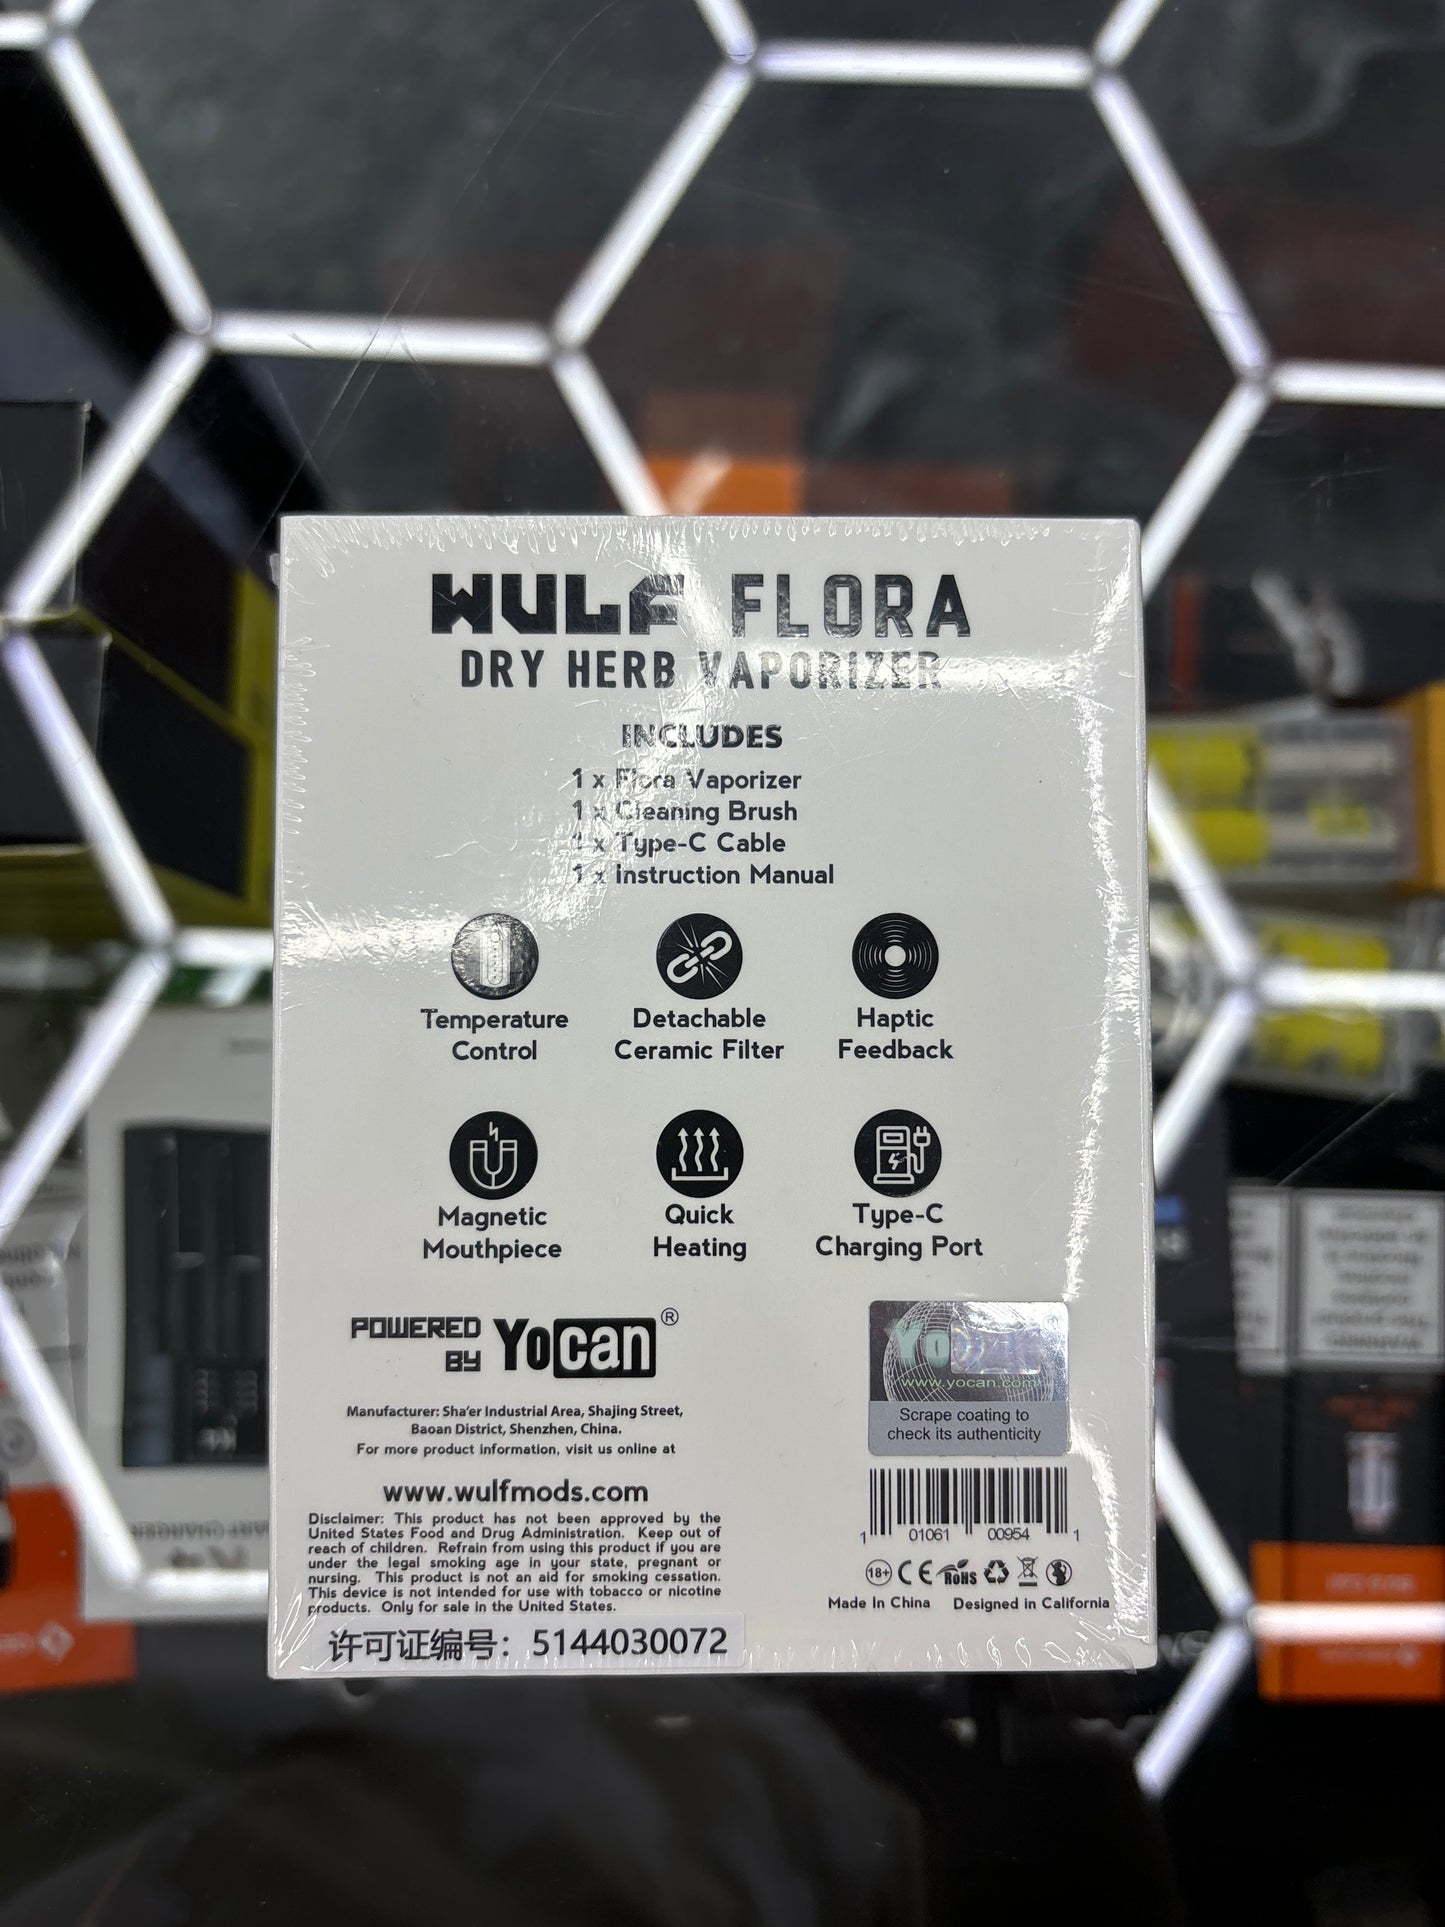 WULF FLORA
DRY HERB VAPORIZER
INCLUDES
1 x Flora Vaporizer
1 x Cleaning Brush
1 x Type-C Cable
1 x Instruction Manual
Temperature
Control
Detachable
Ceramic Filter
Haptic
Feedback
Magnetic
Mouthpiece
Quick
Heating
Type-C
Charging Port
POWERED
BY Yocan®
Manufacturer: Sha'er Industrial Area, Shajing Street,
Baoan District, Shenzhen, China.
For more product information, visit us online at
www.wulfmods.com
Disclaimer: This product has not been approved by the
United States Food and Drug Administration. Keep out of
reach of children. Refrain from using this product if you are
under the legal smoking age in your state, pregnant or
nursing. This product is not an aid for smoking cessation.
This device is not intended for use with tobacco or nicotine
products. Only for sale in the United States.
许可证编号：5144030072
Yocan®
www.yocan.com
Scrape coating to
check its authenticity
1 01061 00954 1
18+ CE RoHS
Made In China Designed in California